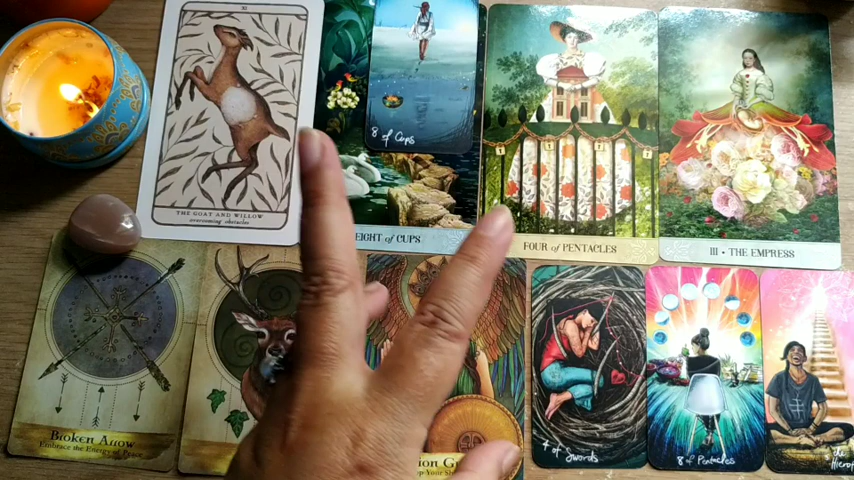 XI
THE GOAT AND WILLOW
overcoming obstacles
8 of Cups
EIGHT of CUPS
FOUR of PENTACLES
III • THE EMPRESS
Broken Arrow
Embrace the Energy of Peace
4 of Swords
8 of Pentacles